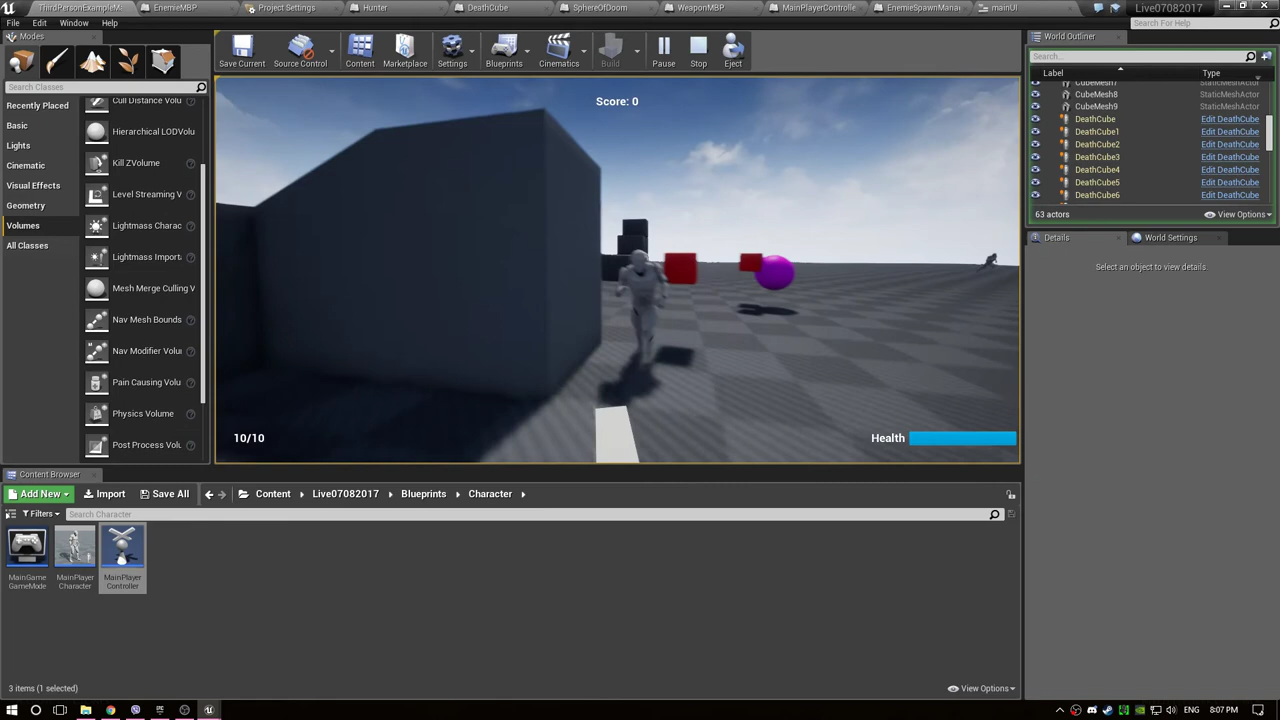 ThirdPersonExampleMa
EnemieMBP
Project Settings
Hunter
DeathCube
SphereOfDoom
WeaponMBP
MainPlayerControlle
EnemieSpawnMana
mainUI
Live07082017
File Edit Window Help
Search For Help
Modes
Save Current
Source Control
Content
Marketplace
Settings
Blueprints
Cinematics
Build
Pause
Stop
Eject
Search Classes
Recently Placed
Basic
Lights
Cinematic
Visual Effects
Geometry
Volumes
All Classes
Cull Distance Volu
Hierarchical LODVolu
Kill ZVolume
Level Streaming V
Lightmass Charac
Lightmass Importa
Mesh Merge Culling V
Nav Mesh Bounds
Nav Modifier Volu
Pain Causing Volu
Physics Volume
Post Process Volu
Score: 0
10/10
Health
World Outliner
Search...
Label Type
CubeMesh7 StaticMeshActor
CubeMesh8 StaticMeshActor
CubeMesh9 StaticMeshActor
DeathCube Edit DeathCube
DeathCube1 Edit DeathCube
DeathCube2 Edit DeathCube
DeathCube3 Edit DeathCube
DeathCube4 Edit DeathCube
DeathCube5 Edit DeathCube
DeathCube6 Edit DeathCube
63 actors
View Options
Details
World Settings
Select an object to view details.
Content Browser
Add New
Import
Save All
Content
Live07082017
Blueprints
Character
Filters
Search Character
MainGame
GameMode
MainPlayer
Character
MainPlayer
Controller
3 items (1 selected)
View Options
ENG
8:07 PM